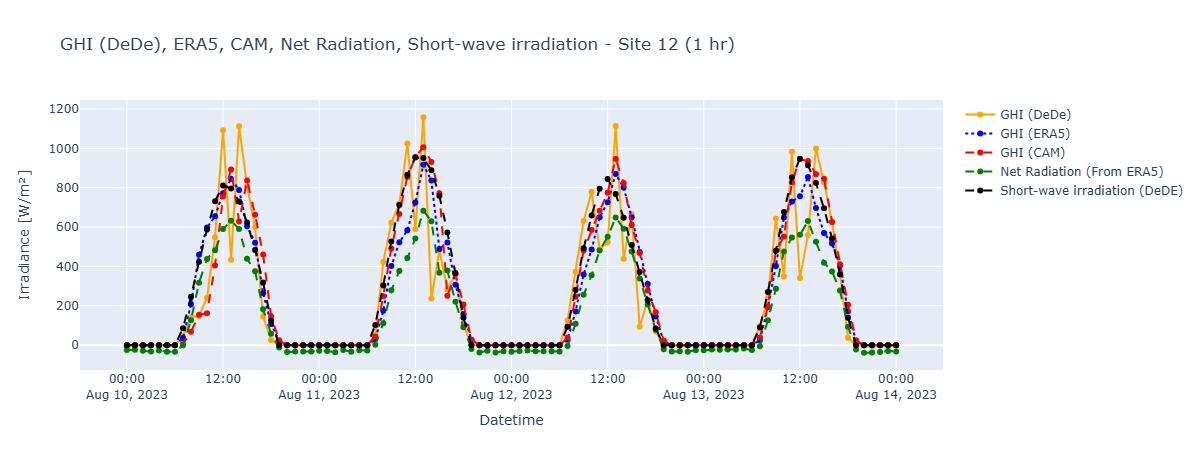 GHI (DeDe), ERA5, CAM, Net Radiation, Short-wave irradiation - Site 12 (1 hr)
1200
1000
800
600
400
200
0
Irradiance [W/m²]
00:00 12:00 00:00 12:00 00:00 12:00 00:00 12:00 00:00
Aug 10, 2023 Aug 11, 2023 Aug 12, 2023 Aug 13, 2023 Aug 14, 2023
Datetime
GHI (DeDe)
GHI (ERA5)
GHI (CAM)
Net Radiation (From ERA5)
Short-wave irradiation (DeDE)